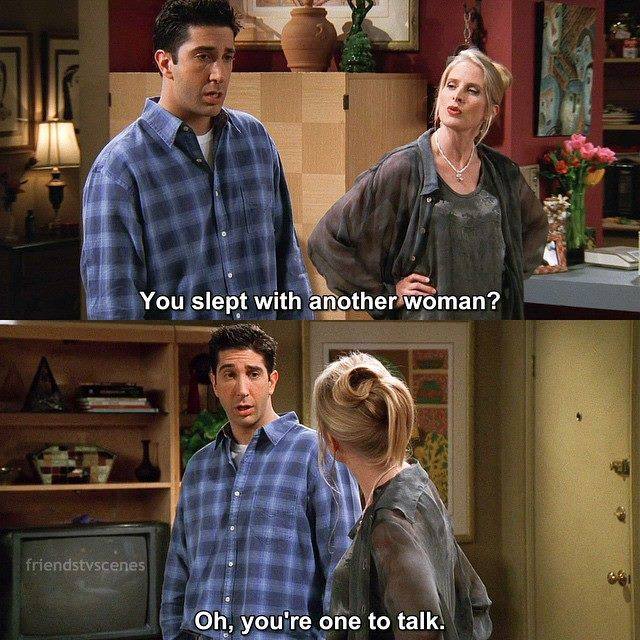 You slept with another woman?
friendstvscenes
Oh, you're one to talk.